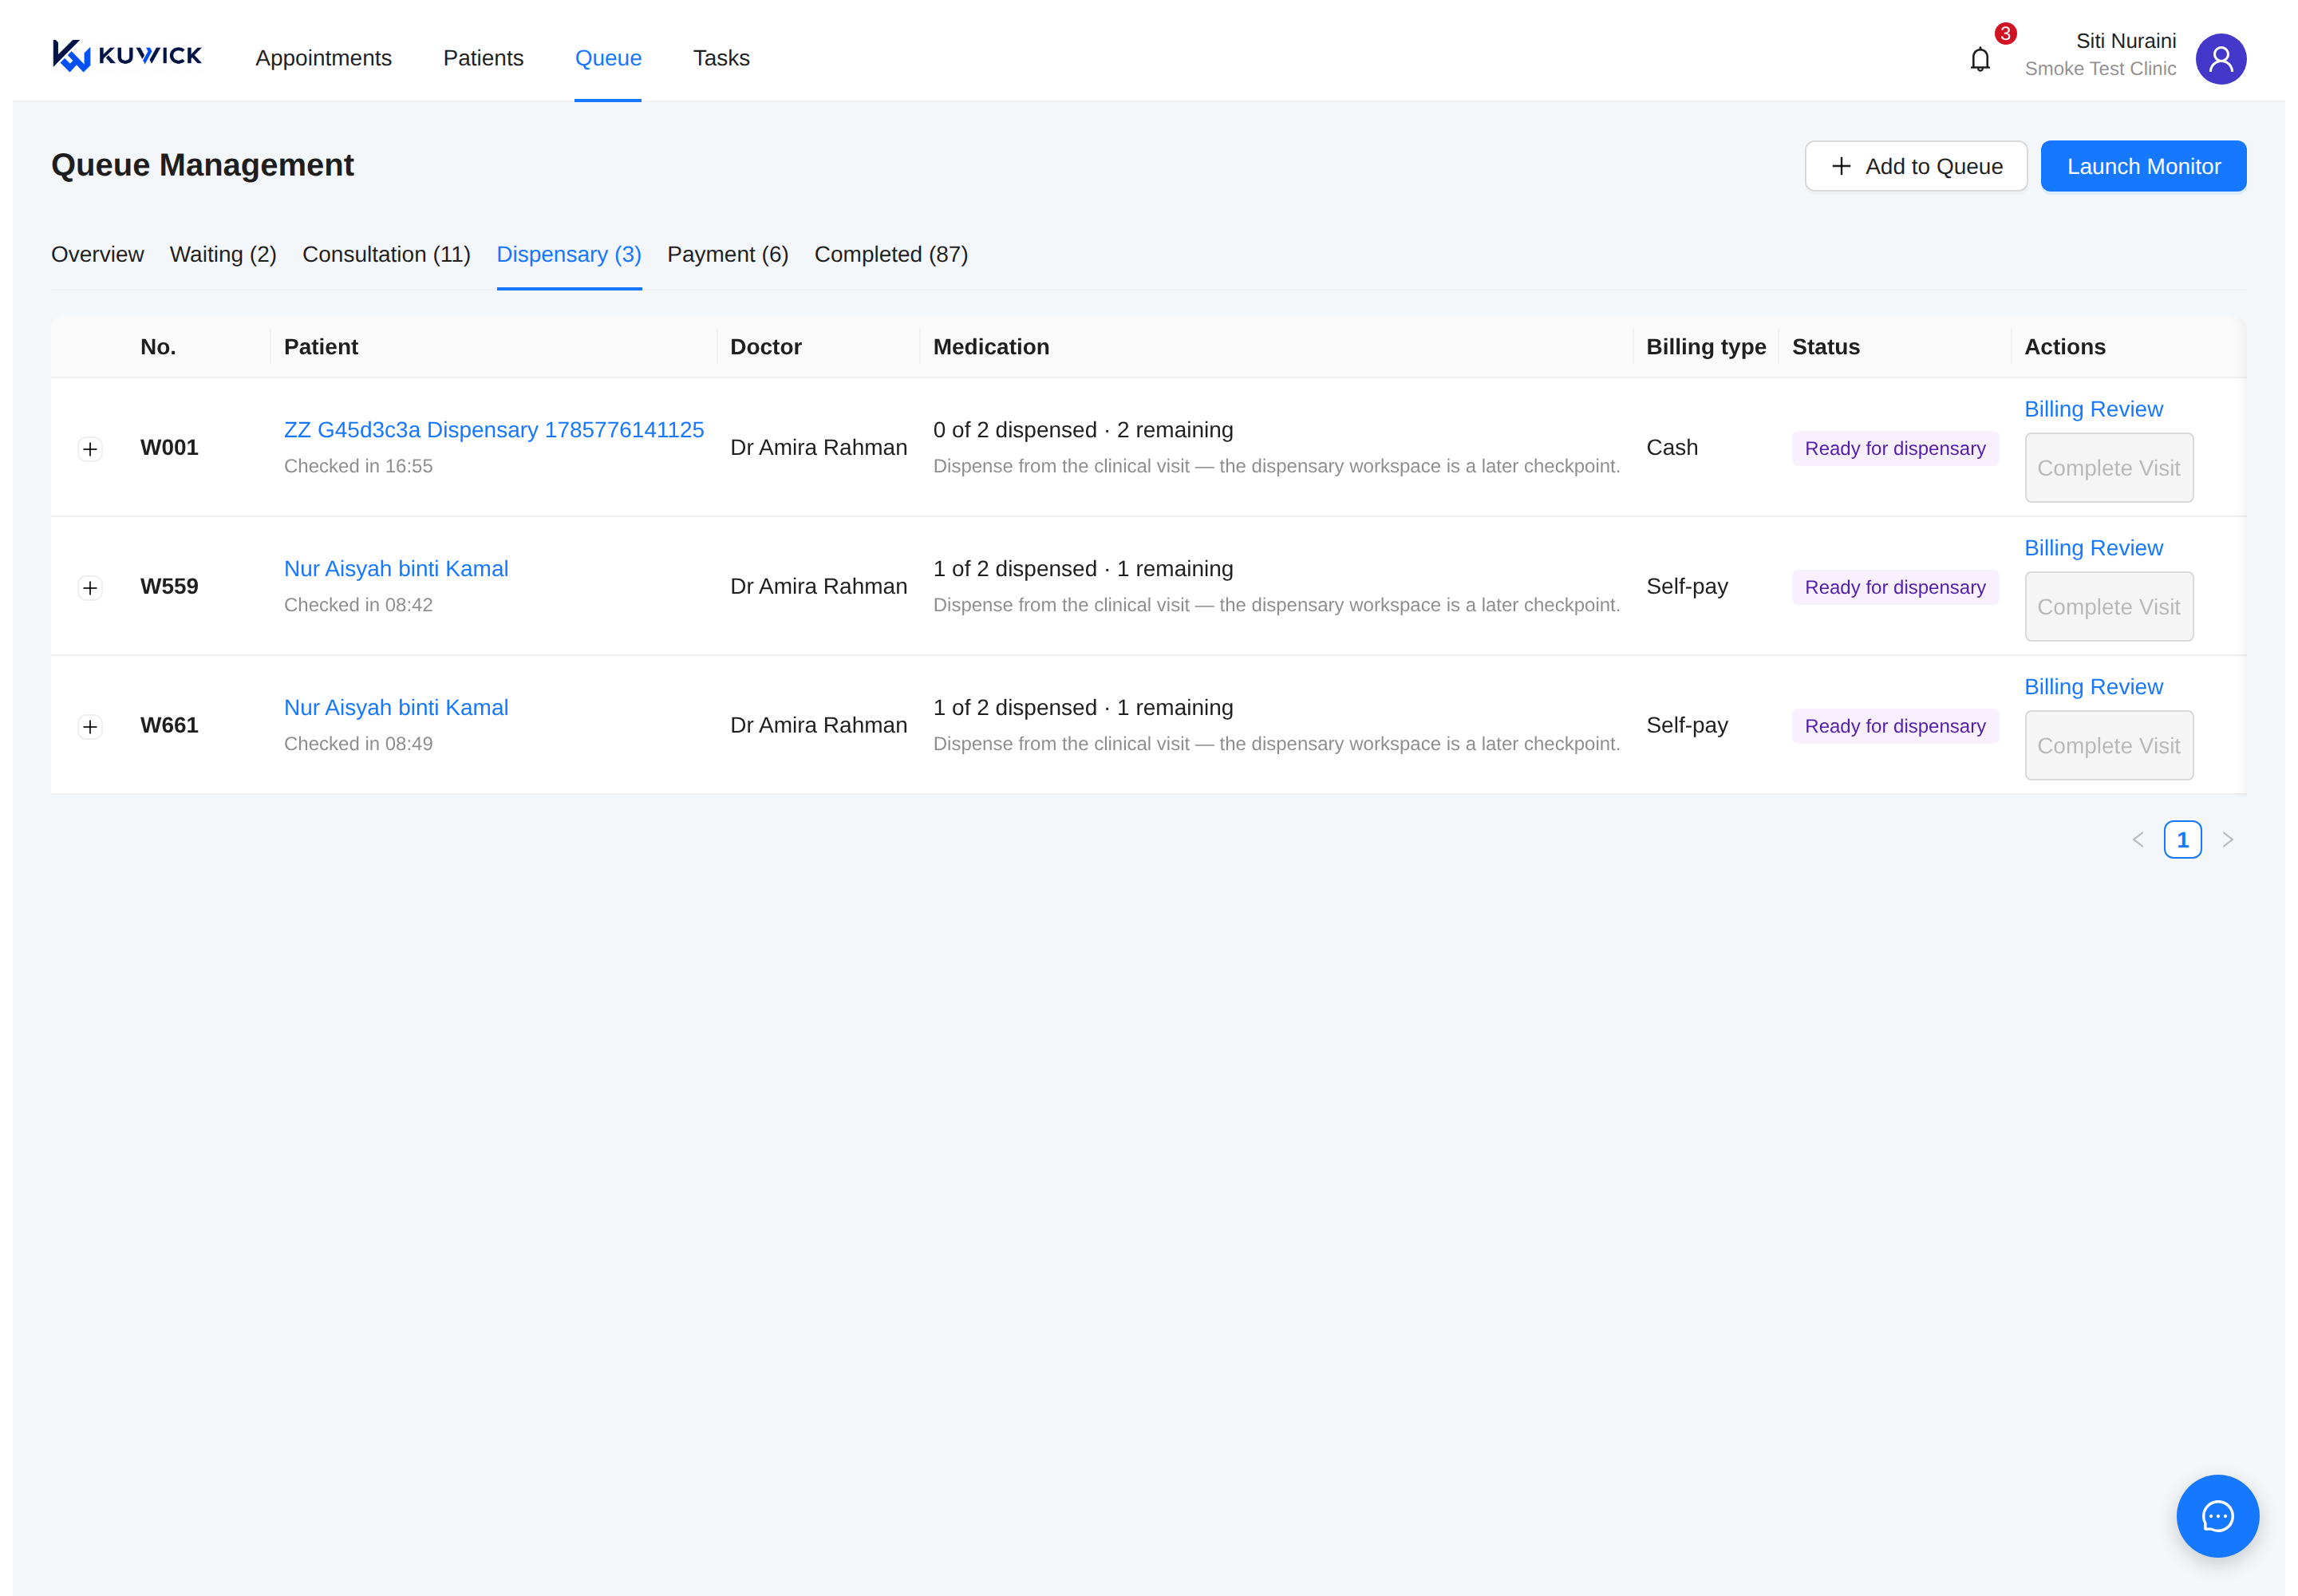 KUWICK Appointments Patients Queue Tasks 3 Siti Nuraini
Smoke Test Clinic
Queue Management Add to Queue Launch Monitor
Overview Waiting (2) Consultation (11) Dispensary (3) Payment (6) Completed (87)
No. Patient Doctor Medication Billing type Status Actions
W001 ZZ G45d3c3a Dispensary 1785776141125 Dr Amira Rahman 0 of 2 dispensed · 2 remaining Cash Ready for dispensary Billing Review
Checked in 16:55 Dispense from the clinical visit — the dispensary workspace is a later checkpoint. Complete Visit
W559 Nur Aisyah binti Kamal Dr Amira Rahman 1 of 2 dispensed · 1 remaining Self-pay Ready for dispensary Billing Review
Checked in 08:42 Dispense from the clinical visit — the dispensary workspace is a later checkpoint. Complete Visit
W661 Nur Aisyah binti Kamal Dr Amira Rahman 1 of 2 dispensed · 1 remaining Self-pay Ready for dispensary Billing Review
Checked in 08:49 Dispense from the clinical visit — the dispensary workspace is a later checkpoint. Complete Visit
1